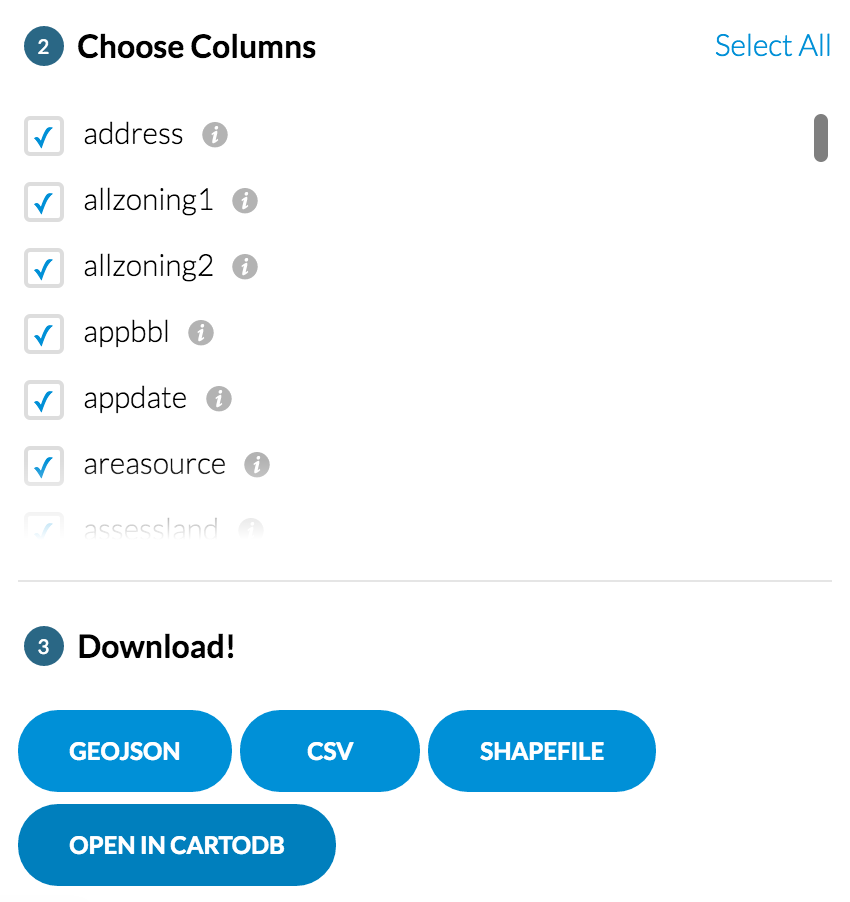 2 Choose Columns Select All
address i
allzoning1 i
allzoning2 i
appbbl i
appdate i
areasource i
assessland i
3 Download!
GEOJSON CSV SHAPEFILE
OPEN IN CARTODB